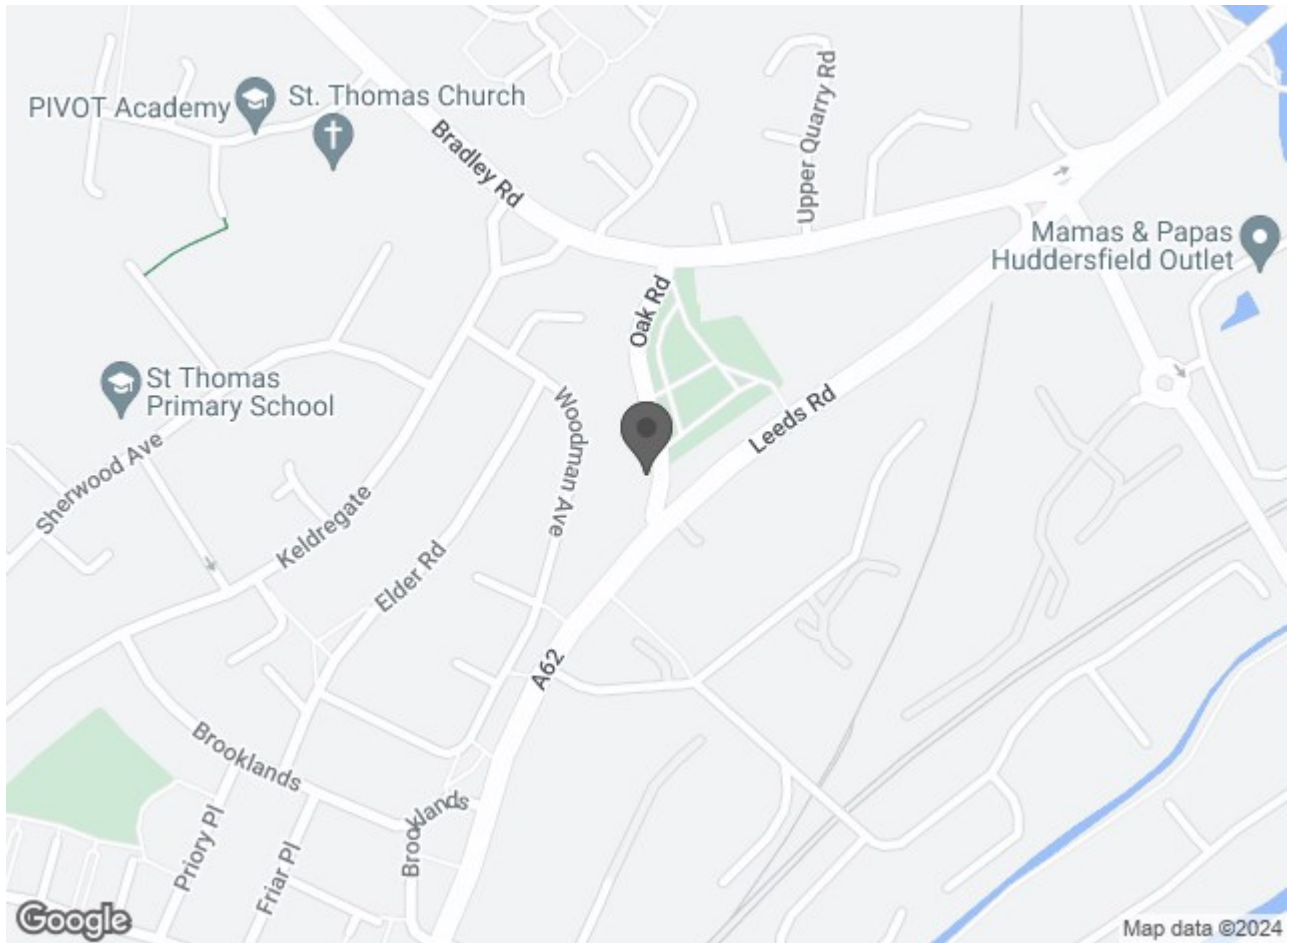 PIVOT Academy
St. Thomas Church
Bradley Rd
Upper Quarry Rd
Mamas & Papas
Huddersfield Outlet
Oak Rd
St Thomas
Primary School
Woodman Ave
Leeds Rd
Sherwood Ave
Keldregate
Elder Rd
A62
Brooklands
Brooklands
Priory Pl
Friar Pl
Google
Map data ©2024